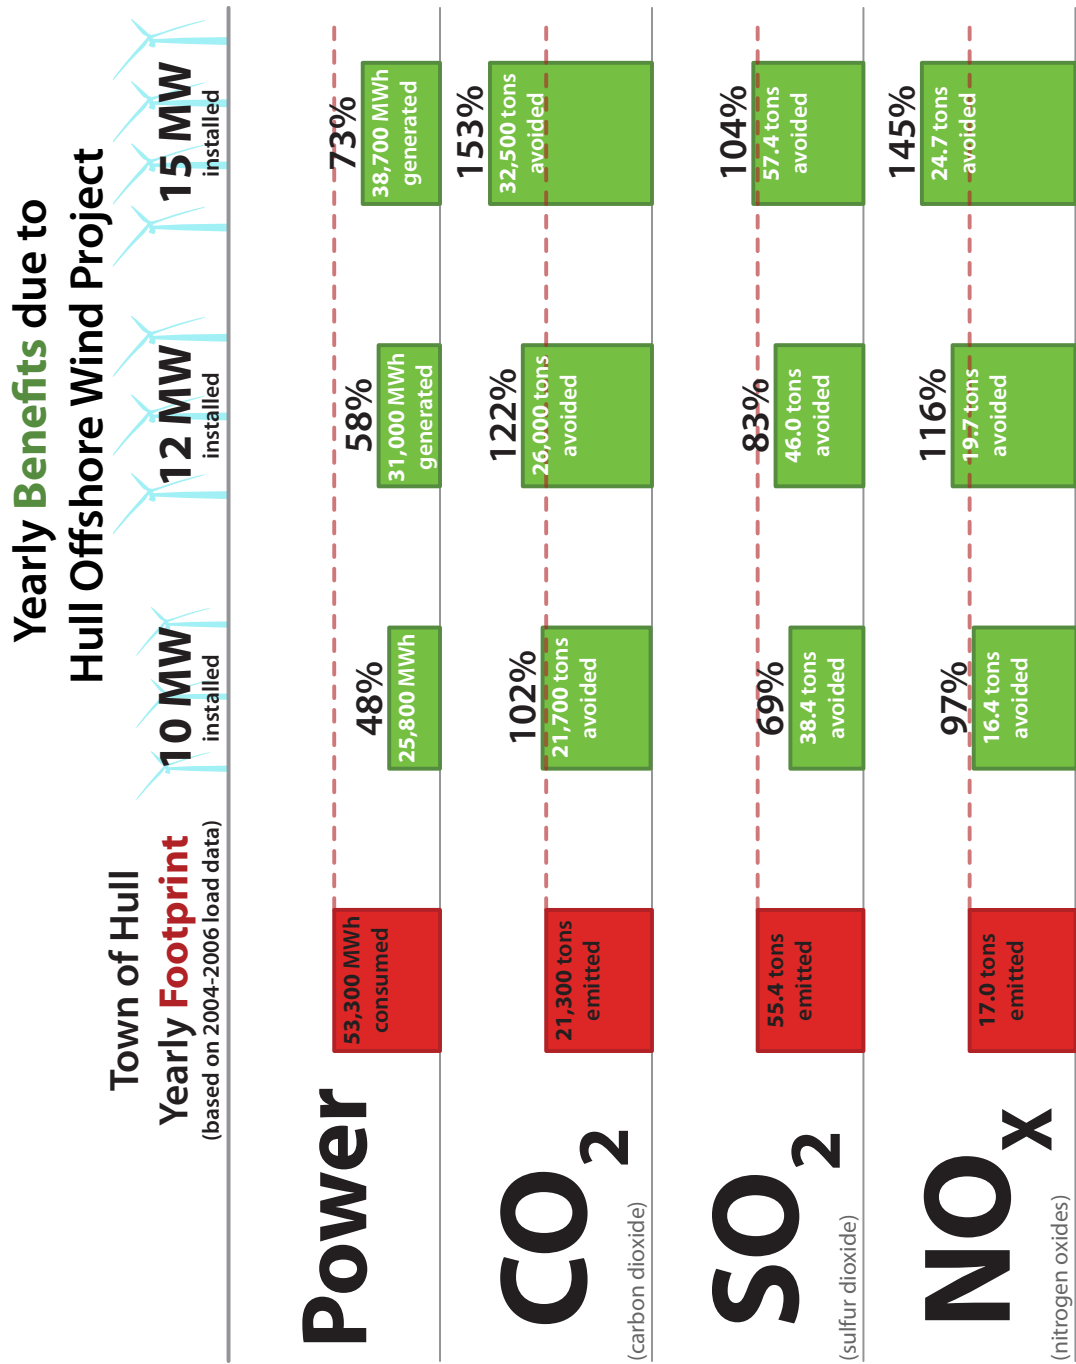 Yearly Benefits due to
Hull Offshore Wind Project
Town of Hull
Yearly Footprint
(based on 2004-2006 load data)
10 MW
installed
12 MW
installed
15 MW
installed
Power
53,300 MWh
consumed
48%
25,800 MWh
58%
31,000 MWh
generated
73%
38,700 MWh
generated
CO2
(carbon dioxide)
21,300 tons
emitted
102%
21,700 tons
avoided
122%
26,000 tons
avoided
153%
32,500 tons
avoided
SO2
(sulfur dioxide)
55.4 tons
emitted
69%
38.4 tons
avoided
83%
46.0 tons
avoided
104%
57.4 tons
avoided
NOx
(nitrogen oxides)
17.0 tons
emitted
97%
16.4 tons
avoided
116%
19.7 tons
avoided
145%
24.7 tons
avoided